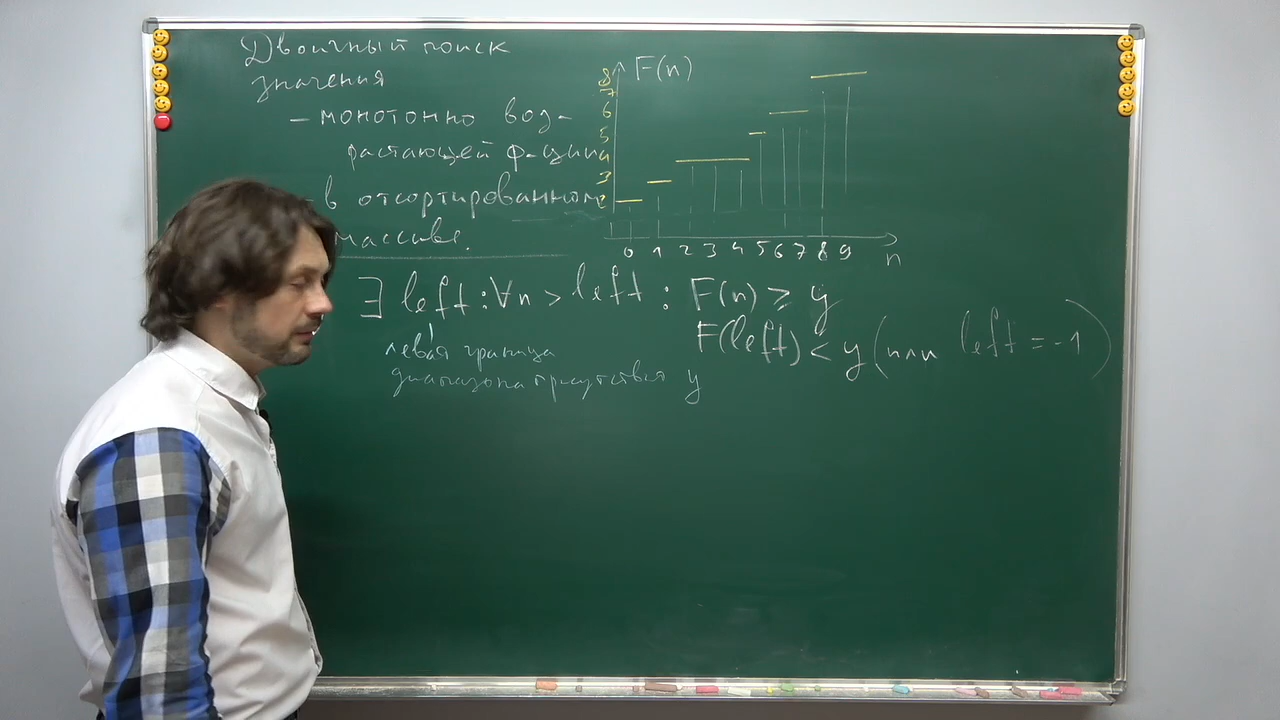 Двоичный поиск
значения
– монотонно воз-
растающей ф-ции
– в отсортированном
массиве.
F(n)
8
7
6
5
4
3
2
0 1 2 3 4 5 6 7 8 9
n
∃ left : ∀n > left : F(n) ⩾ y
F(left) < y (или left = -1)
левая граница
диапазона присутствия y